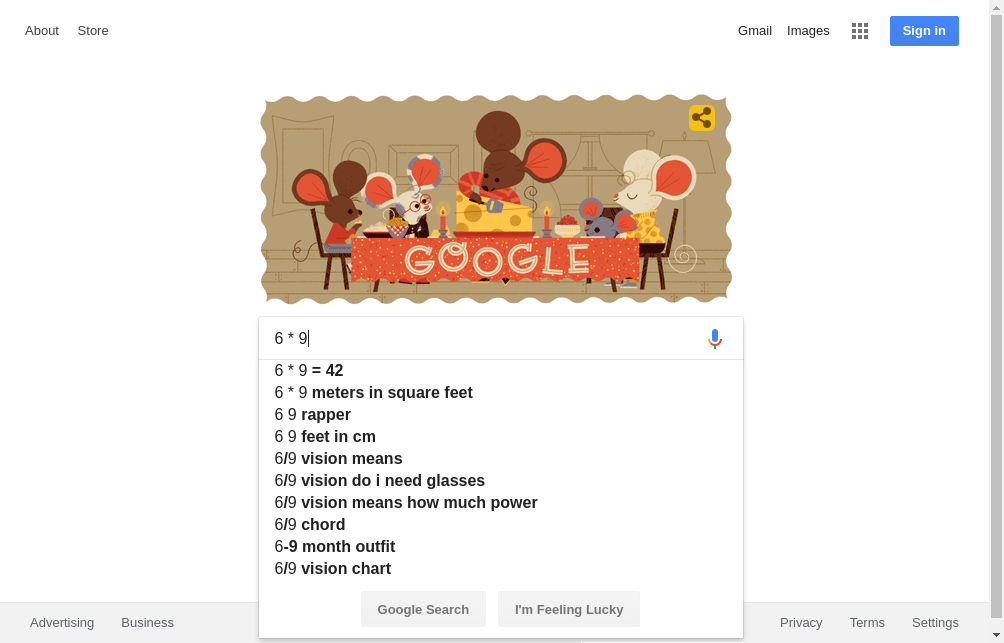 About Store
Gmail Images Sign in
GOOGLE
6 * 9
6 * 9 = 42
6 * 9 meters in square feet
6 9 rapper
6 9 feet in cm
6/9 vision means
6/9 vision do i need glasses
6/9 vision means how much power
6/9 chord
6-9 month outfit
6/9 vision chart
Google Search I'm Feeling Lucky
Advertising Business Privacy Terms Settings